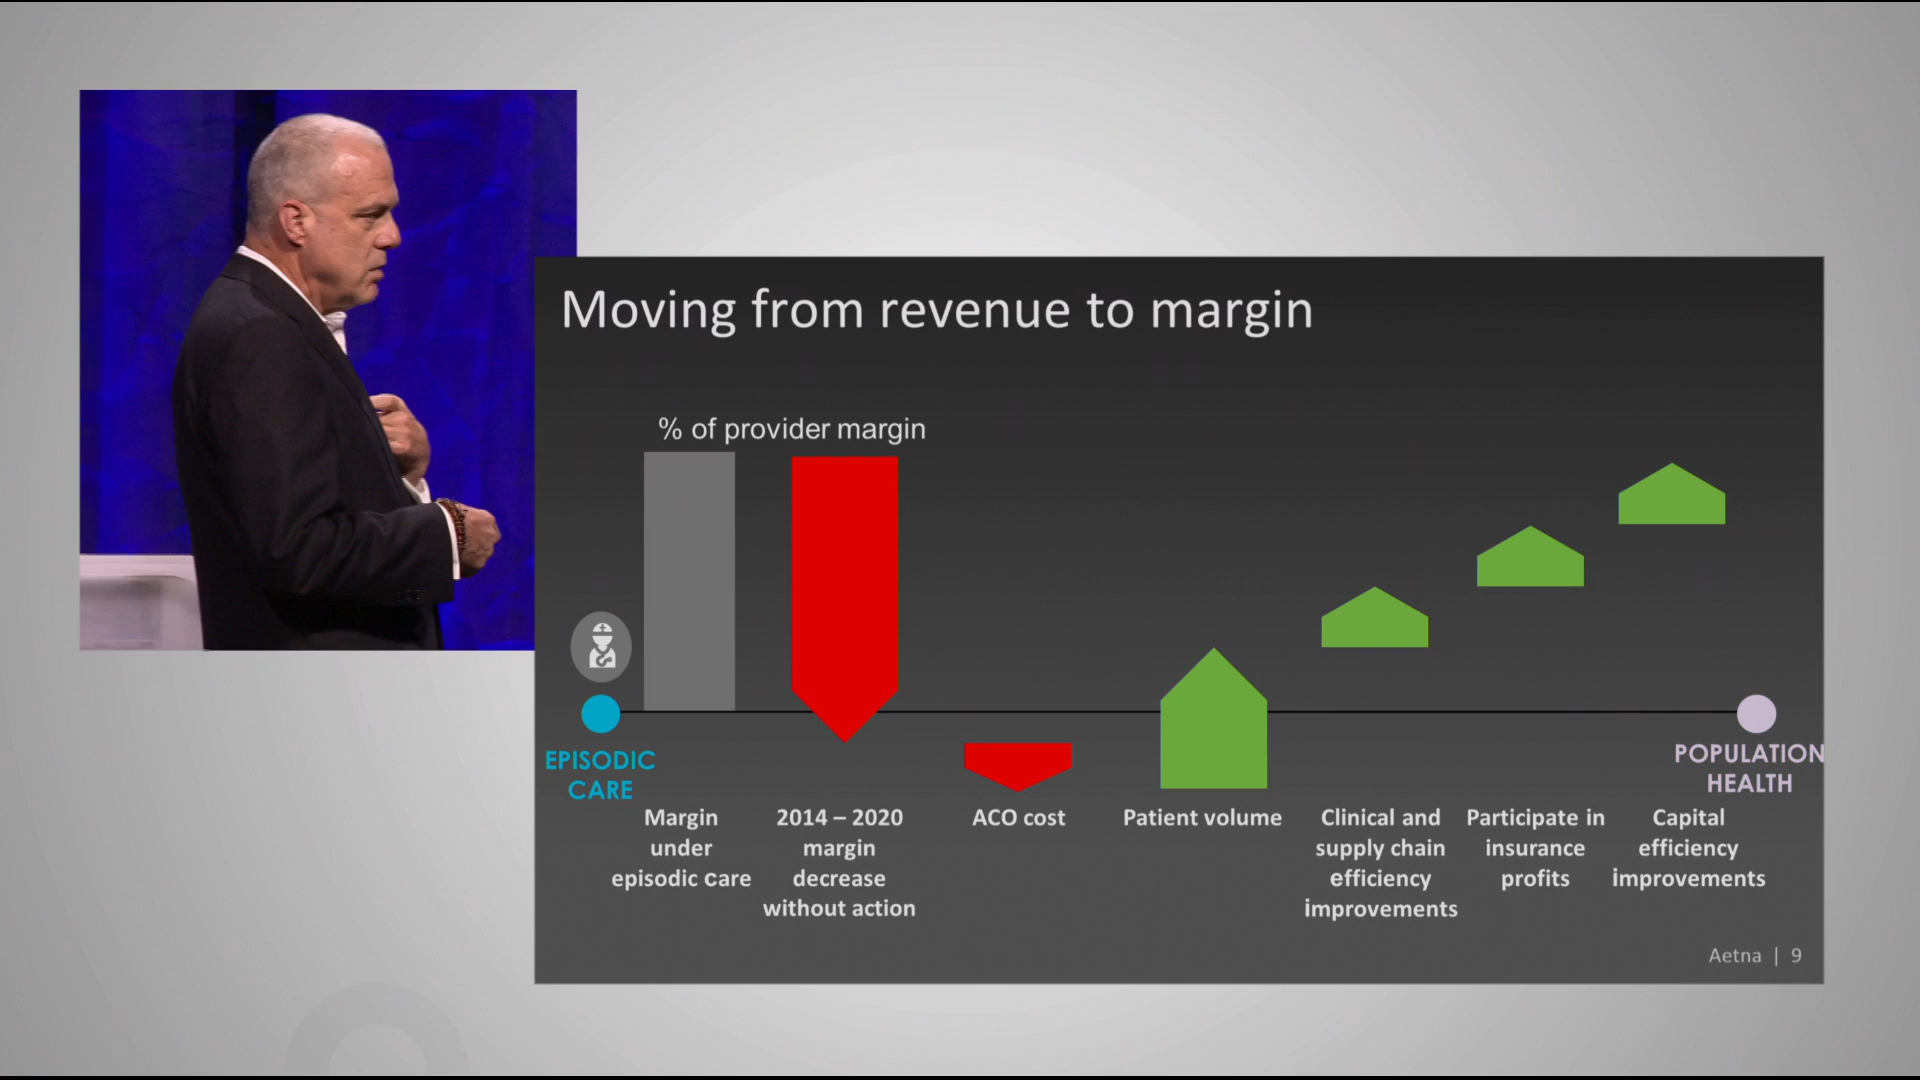 Moving from revenue to margin
% of provider margin
EPISODIC
CARE
POPULATION
HEALTH
Margin
under
episodic care
2014 – 2020
margin
decrease
without action
ACO cost
Patient volume
Clinical and
supply chain
efficiency
improvements
Participate in
insurance
profits
Capital
efficiency
improvements
Aetna | 9